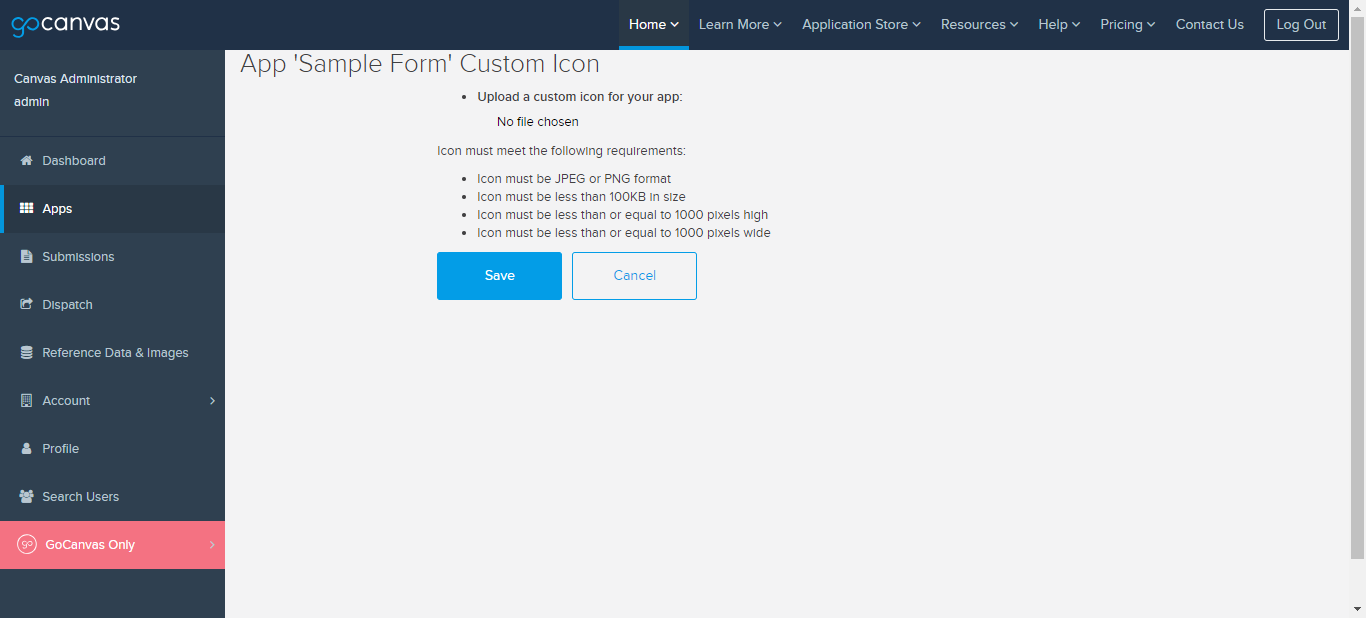 gocanvas
Home
Learn More
Application Store
Resources
Help
Pricing
Contact Us
Log Out
Canvas Administrator
admin
Dashboard
Apps
Submissions
Dispatch
Reference Data & Images
Account
Profile
Search Users
go
GoCanvas Only
App 'Sample Form' Custom Icon
Upload a custom icon for your app:
No file chosen
Icon must meet the following requirements:
Icon must be JPEG or PNG format
Icon must be less than 100KB in size
Icon must be less than or equal to 1000 pixels high
Icon must be less than or equal to 1000 pixels wide
Save
Cancel